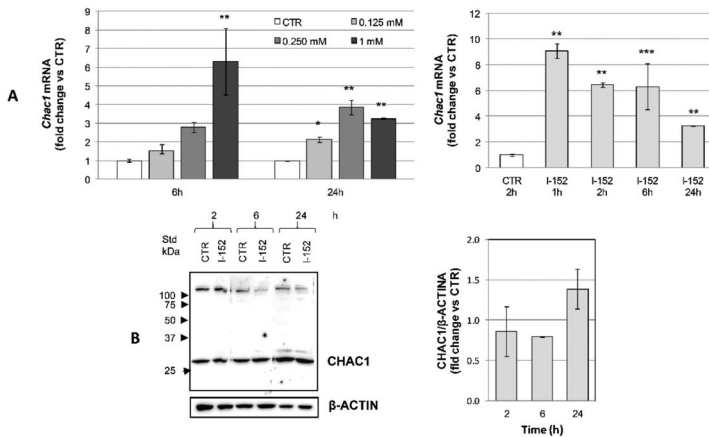 A
Chac1 mRNA
(fold change vs CTR)
9
8
7
6
5
4
3
2
1
0
CTR
0.125 mM
0.250 mM
1 mM
**
*
**
**
6h
24h
Chac1 mRNA
(fold change vs CTR)
12
10
8
6
4
2
0
**
**
***
**
CTR
2h
I-152
1h
I-152
2h
I-152
6h
I-152
24h
B
2 6 24 h
Std
kDa
CTR I-152 CTR I-152 CTR I-152
100
75
50
37
25
CHAC1
β-ACTIN
CHAC1/β-ACTINA
(fld change vs CTR)
2.0
1.5
1.0
0.5
0.0
2 6 24
Time (h)